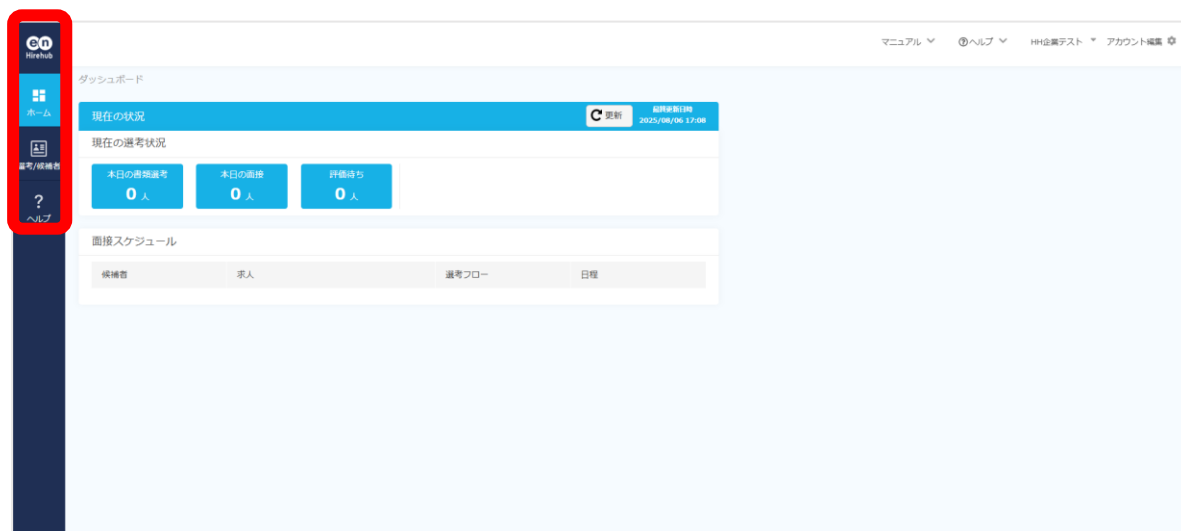 en
Hirehub
ホーム
選考/候補者
?
ヘルプ
マニュアル
?ヘルプ
HH企業テスト
アカウント編集
ダッシュボード
現在の状況
更新
最終更新日時
2025/08/06 17:08
現在の選考状況
本日の書類選考
0 人
本日の面接
0 人
評価待ち
0 人
面接スケジュール
候補者 求人 選考フロー 日程